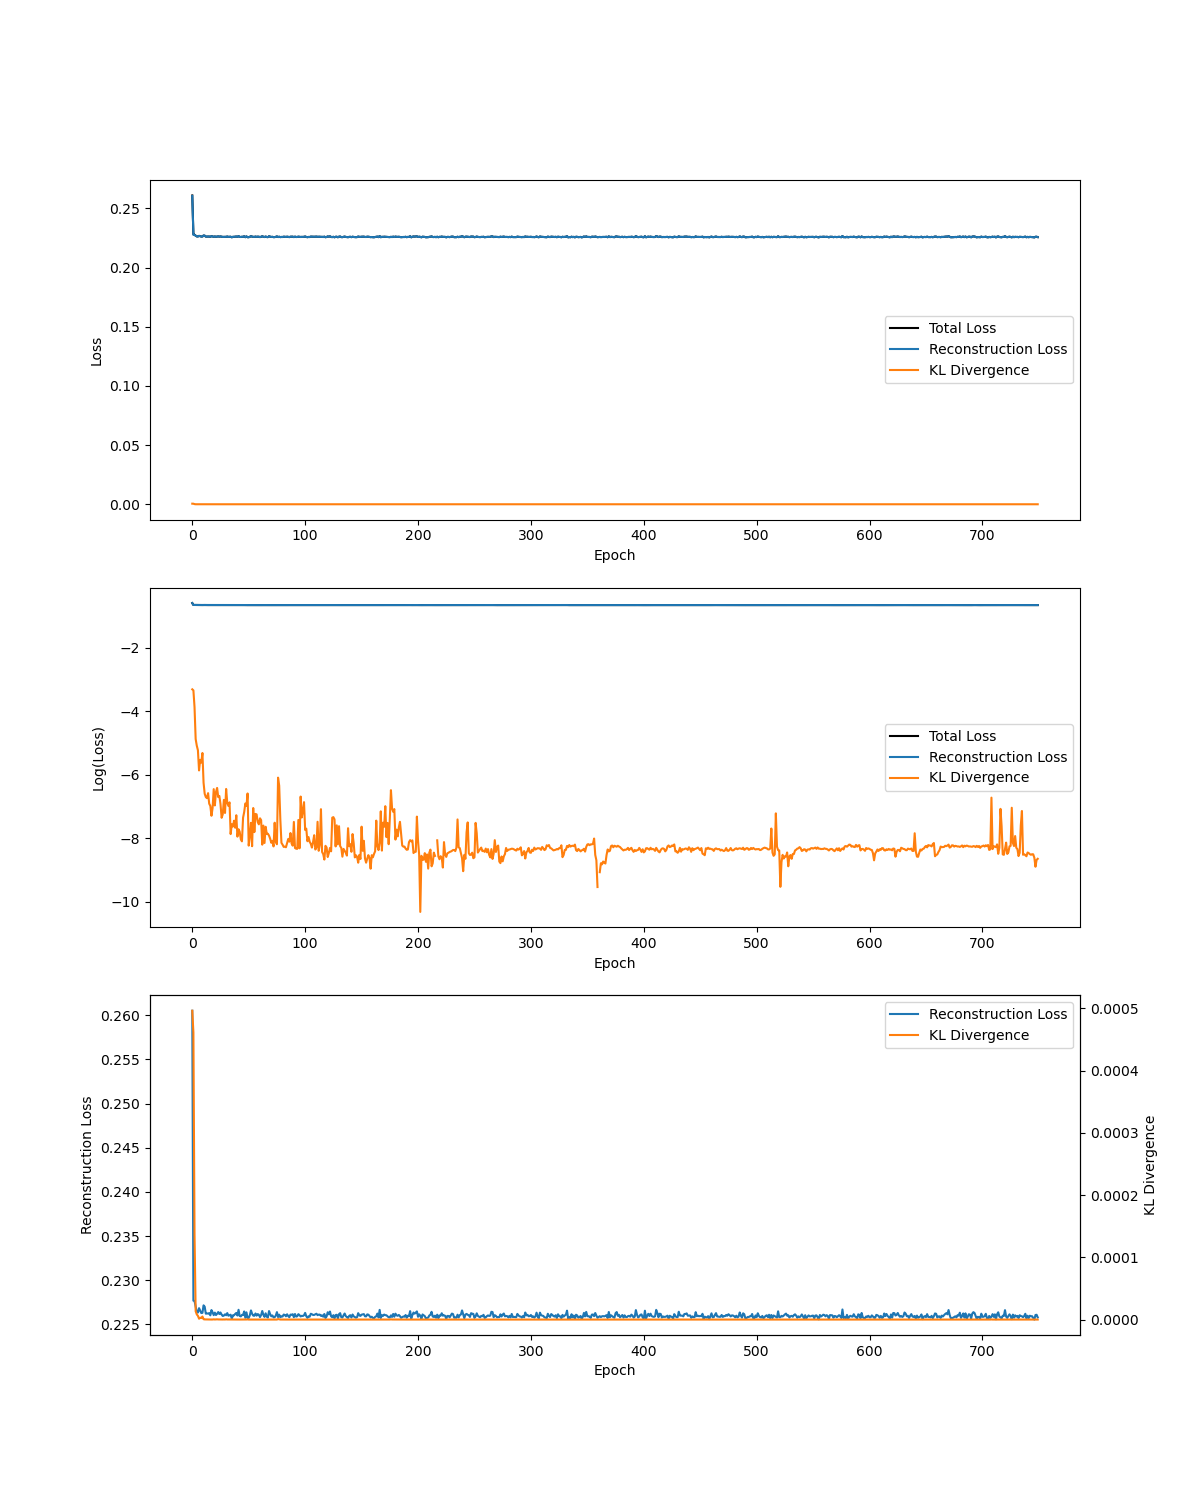 0.25
0.20
0.15
0.10
0.05
0.00
Loss
0 100 200 300 400 500 600 700
Epoch
Total Loss
Reconstruction Loss
KL Divergence
−2
−4
−6
−8
−10
Log(Loss)
0 100 200 300 400 500 600 700
Epoch
Total Loss
Reconstruction Loss
KL Divergence
0.260
0.255
0.250
0.245
0.240
0.235
0.230
0.225
Reconstruction Loss
0 100 200 300 400 500 600 700
Epoch
Reconstruction Loss
KL Divergence
0.0005
0.0004
0.0003
0.0002
0.0001
0.0000
KL Divergence